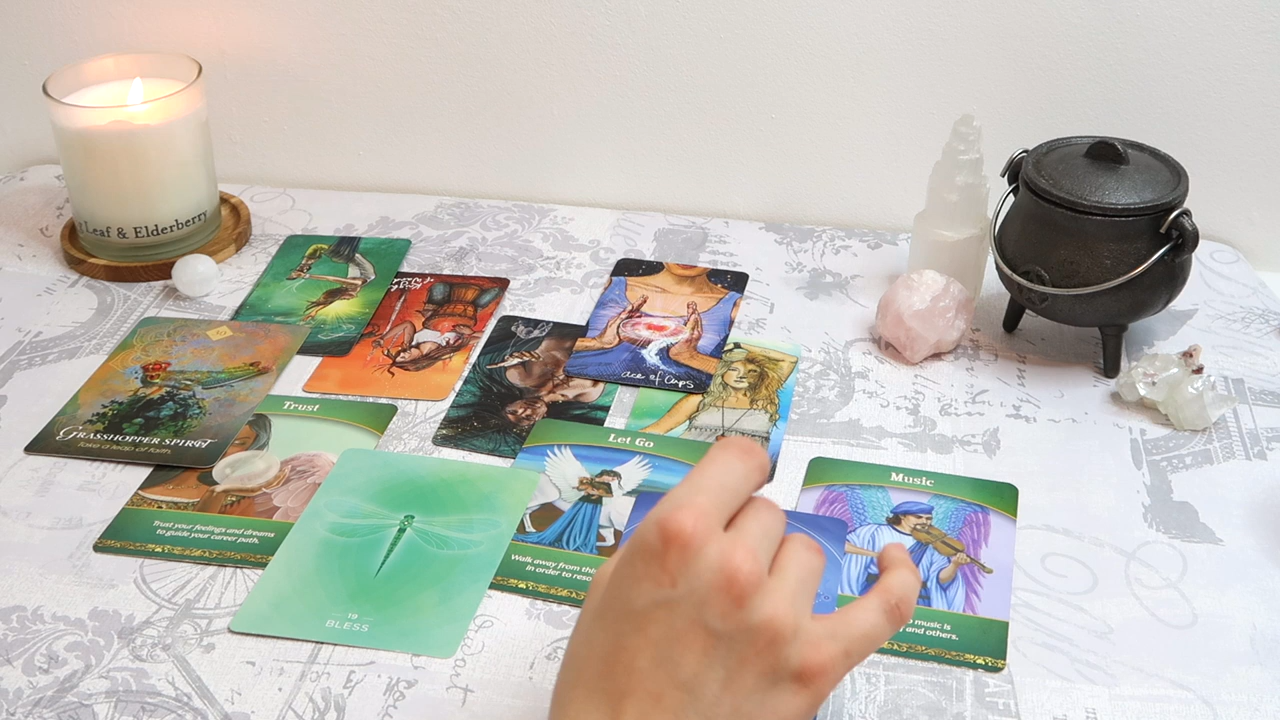 Leaf & Elderberry
GRASSHOPPER SPIRIT
take a leap of faith.
Trust
Trust your feelings and dreams
to guide your career path.
19
BLESS
ace of Cups
Let Go
Walk away from this
in order to
Music
music is
and others.